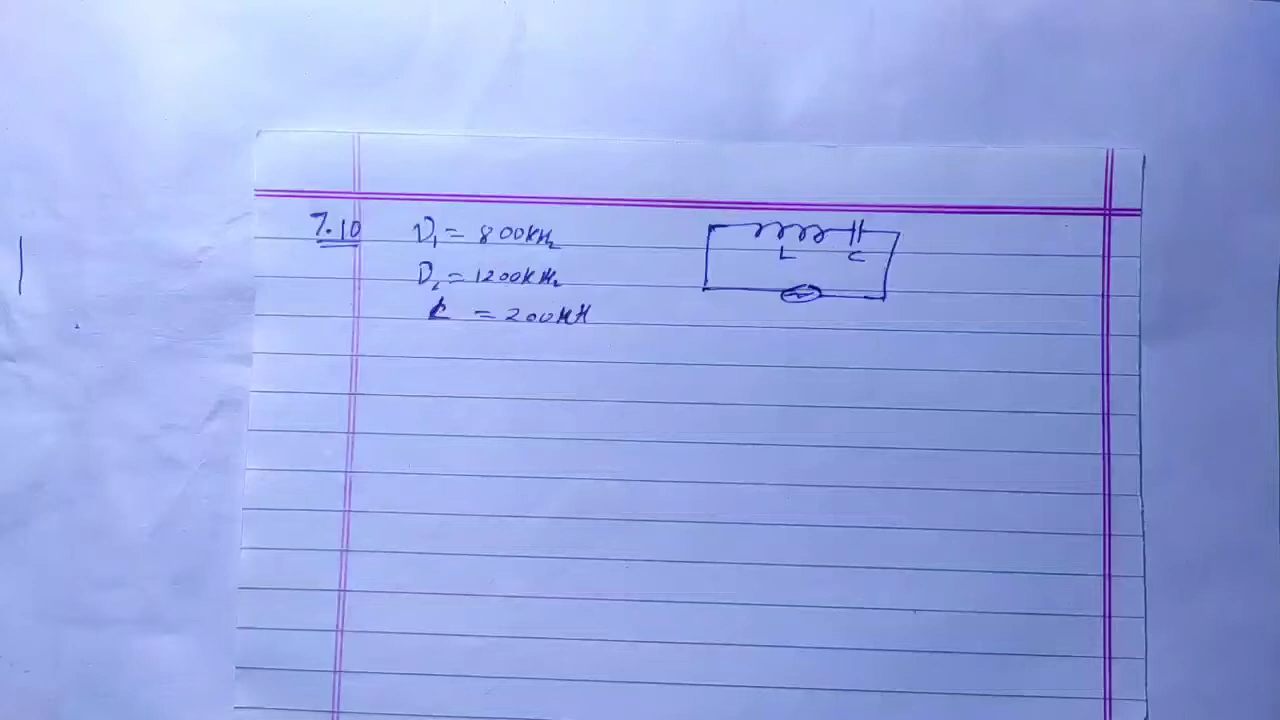 7.10 ν₁ = 800kHz
ν₂ = 1200kHz
L = 200μH
L C